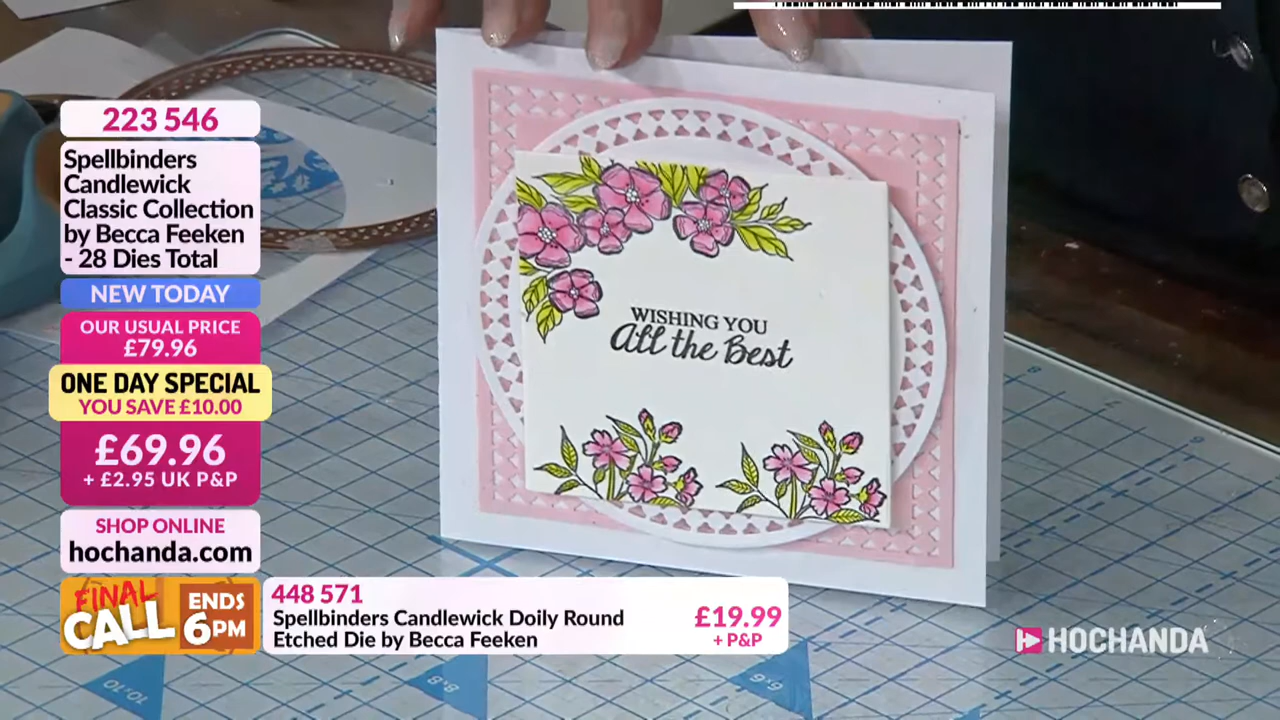 223 546
Spellbinders
Candlewick
Classic Collection
by Becca Feeken
- 28 Dies Total
NEW TODAY
OUR USUAL PRICE
£79.96
ONE DAY SPECIAL
YOU SAVE £10.00
£69.96
+ £2.95 UK P&P
SHOP ONLINE
hochanda.com
FINAL
CALL
ENDS
6PM
448 571
Spellbinders Candlewick Doily Round
Etched Die by Becca Feeken
£19.99
+ P&P
WISHING YOU
All the Best
HOCHANDA